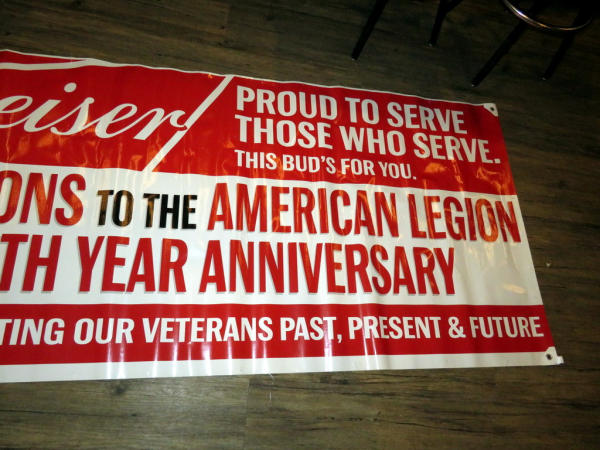 eiser
PROUD TO SERVE
THOSE WHO SERVE.
THIS BUD'S FOR YOU.
ONS TO THE AMERICAN LEGION
TH YEAR ANNIVERSARY
TING OUR VETERANS PAST, PRESENT & FUTURE